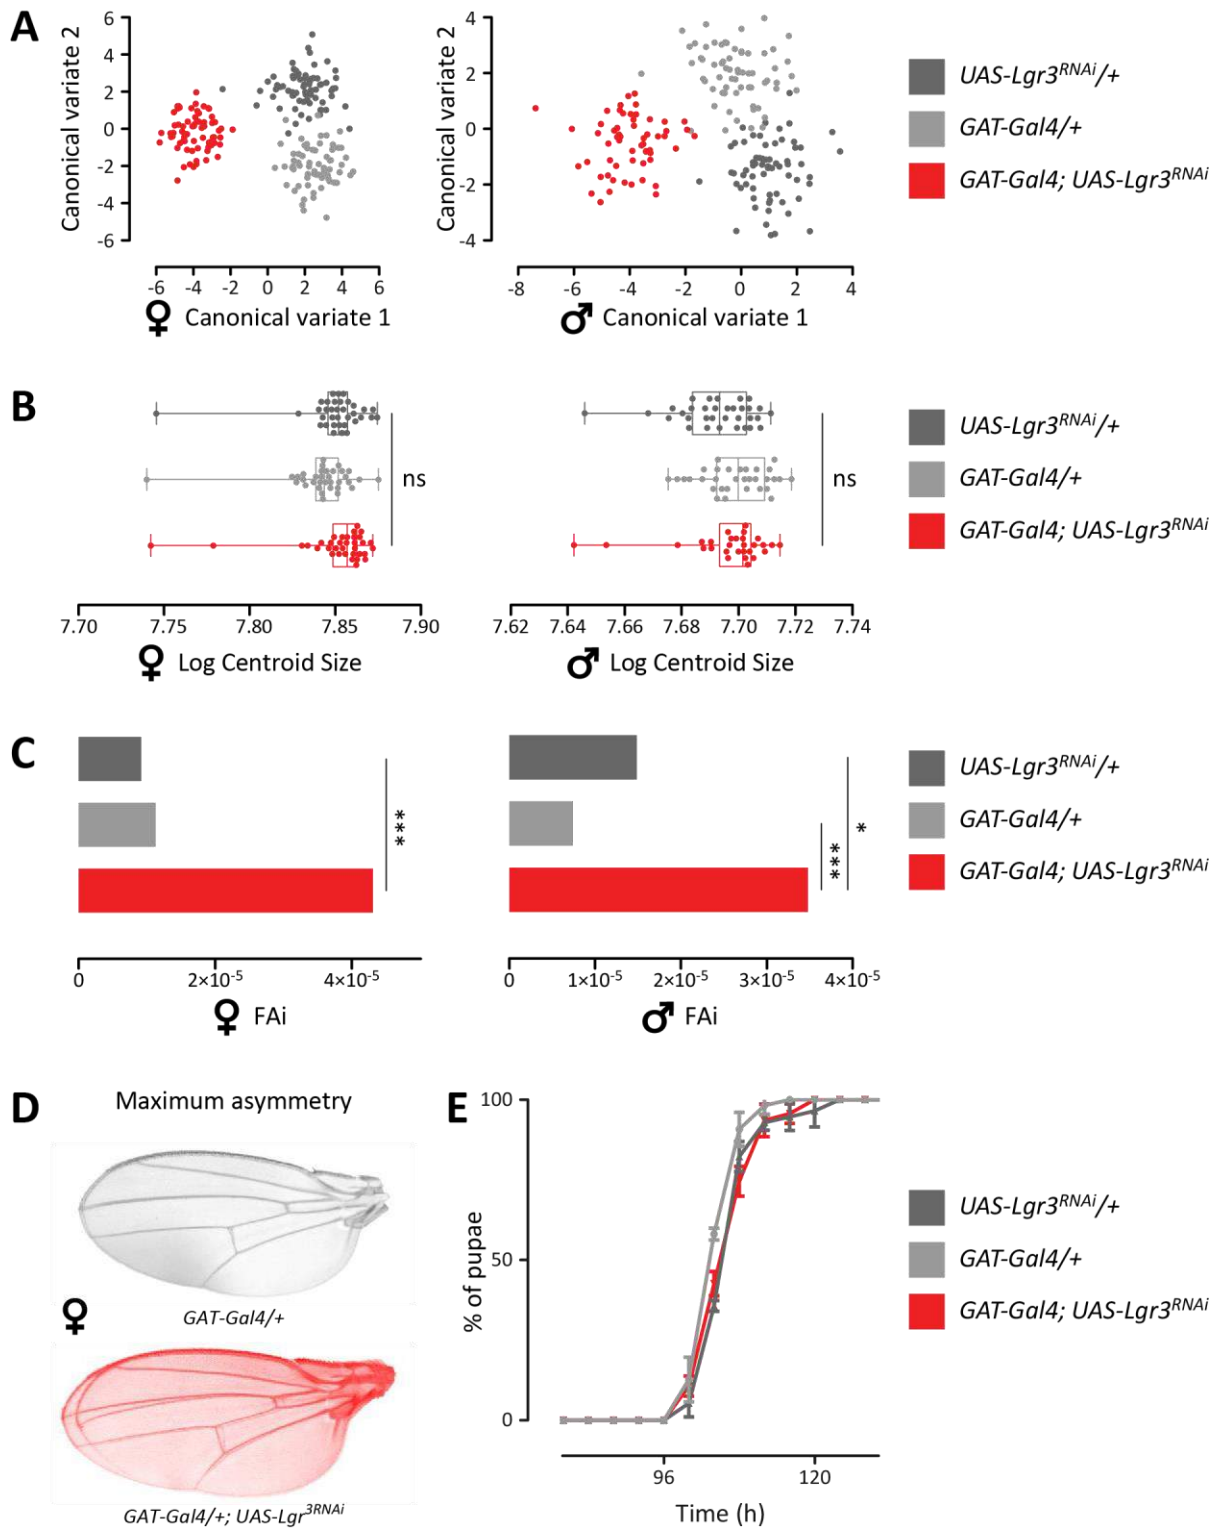 A
Canonical variate 2
6
4
2
0
-2
-4
-6
-6 -4 -2 0 2 4 6
♀ Canonical variate 1
Canonical variate 2
4
2
0
-2
-4
-8 -6 -4 -2 0 2 4
♂ Canonical variate 1
UAS-Lgr3RNAi/+
GAT-Gal4/+
GAT-Gal4; UAS-Lgr3RNAi
B
ns
7.70 7.75 7.80 7.85 7.90
♀ Log Centroid Size
ns
7.62 7.64 7.66 7.68 7.70 7.72 7.74
♂ Log Centroid Size
UAS-Lgr3RNAi/+
GAT-Gal4/+
GAT-Gal4; UAS-Lgr3RNAi
C
***
0 2×10-5 4×10-5
♀ FAi
***
*
0 1×10-5 2×10-5 3×10-5 4×10-5
♂ FAi
UAS-Lgr3RNAi/+
GAT-Gal4/+
GAT-Gal4; UAS-Lgr3RNAi
D
Maximum asymmetry
GAT-Gal4/+
♀
GAT-Gal4/+; UAS-Lgr3RNAi
E
% of pupae
100
50
0
96 120
Time (h)
UAS-Lgr3RNAi/+
GAT-Gal4/+
GAT-Gal4; UAS-Lgr3RNAi